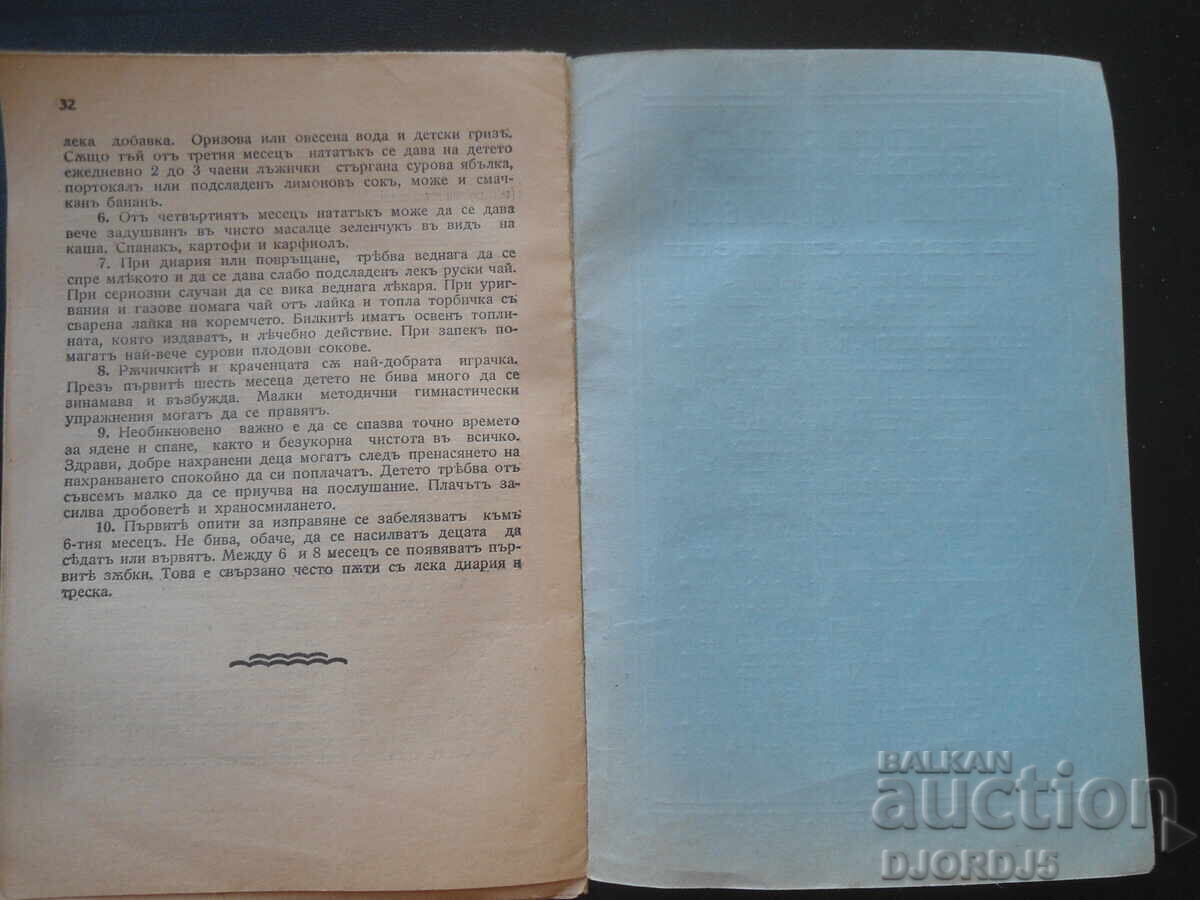 32
лека добавка. Оризова или овесена вода и детски гризъ.
Сѫщо тъй отъ третия месецъ нататъкъ се дава на детето
ежедневно 2 до 3 чаени лъжички стъргана сурова ябълка,
портокалъ или подсладенъ лимоновъ сокъ, може и смач-
канъ бананъ.
6. Отъ четвъртиятъ месецъ нататъкъ може да се дава
вече задушванъ въ чисто масалце зеленчукъ въ видъ на
каша. Спанакъ, картофи и карфиолъ.
7. При диария или повръщане, трѣбва веднага да се
спре млѣкото и да се дава слабо подсладенъ лекъ руски чай.
При сериозни случаи да се вика веднага лѣкаря. При уриг-
вания и газове помага чай отъ лайка и топла торбичка съ
сварена лайка на коремчето. Билкитѣ иматъ освенъ топли-
ната, която издаватъ, и лѣчебно действие. При запекъ по-
магатъ най-вече сурови плодови сокове.
8. Рѫчичкитѣ и краченцата сѫ най-добрата играчка.
Презъ първитѣ шесть месеца детето не бива много да се
зинамава и възбужда. Малки методични гимнастически
упражнения могатъ да се правятъ.
9. Необикновено важно е да се спазва точно времето
за ядене и спане, както и безукорна чистота въ всичко.
Здрави, добре нахранени деца могатъ следъ пренасянето на
нахранването спокойно да си поплачатъ. Детето трѣбва отъ
съвсемъ малко да се приучва на послушание. Плачътъ за-
силва дробоветѣ и храносмилането.
10. Първитѣ опити за изправяне се забелязватъ къмъ
6-тия месецъ. Не бива, обаче, да се насилватъ децата да
сѣдатъ или вървятъ. Между 6 и 8 месецъ се появяватъ пър-
витѣ зѫбки. Това е свързано често пѫти съ лека диария и
треска.
BALKAN
auction
DJORDJ5